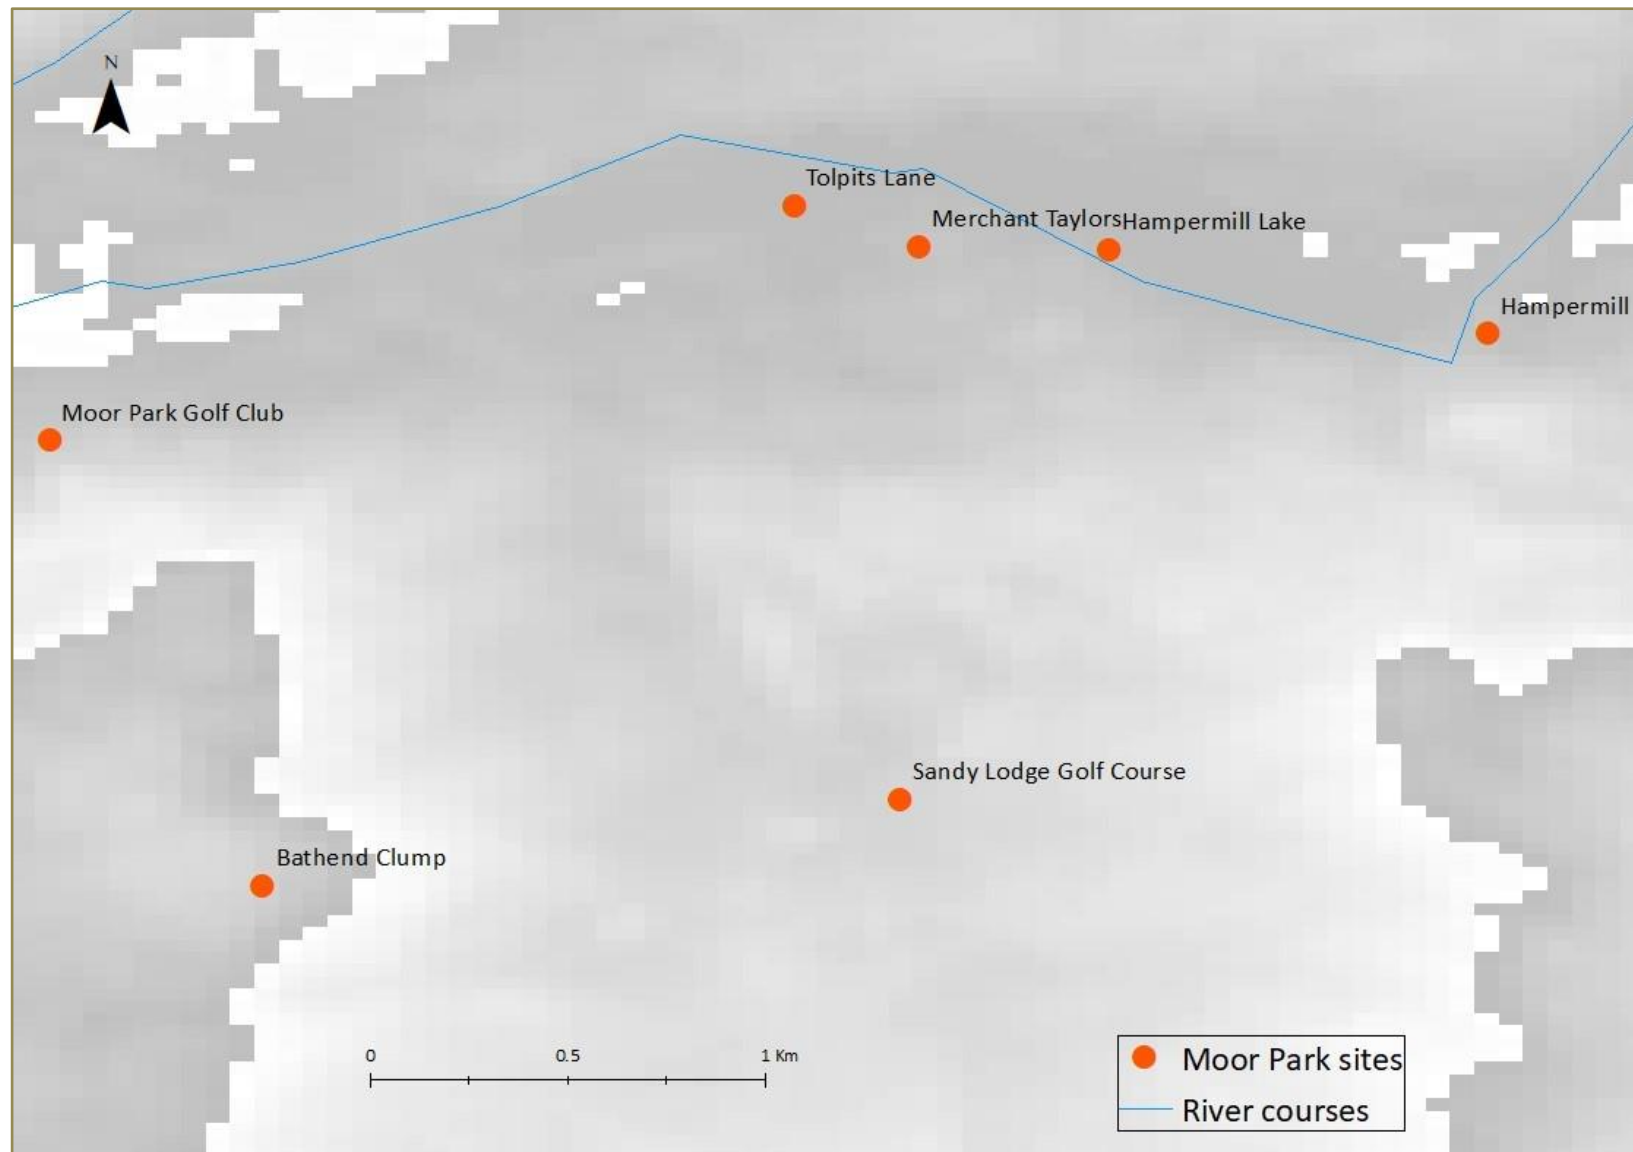 N
Tolpits Lane
Merchant Taylors
Hampermill Lake
Hampermill
Moor Park Golf Club
Sandy Lodge Golf Course
Bathend Clump
0 0.5 1 Km
Moor Park sites
River courses